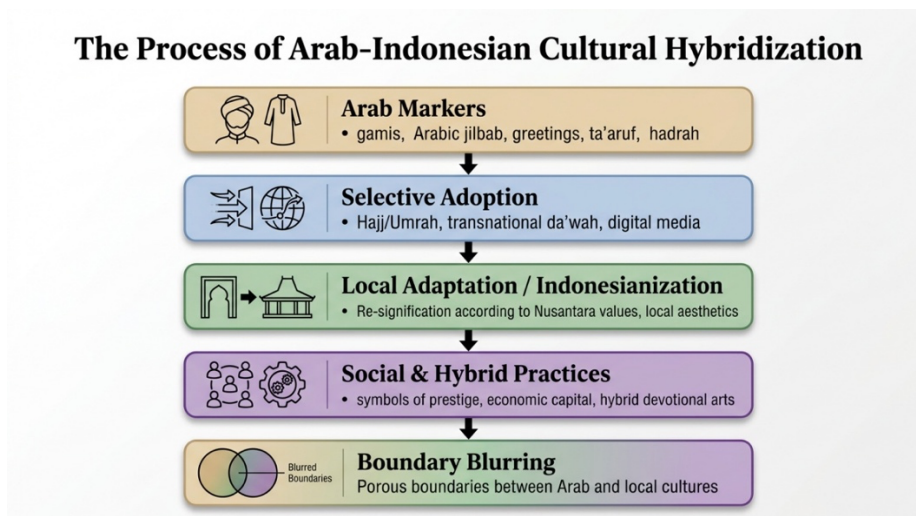 The Process of Arab-Indonesian Cultural Hybridization
Arab Markers
• gamis, Arabic jilbab, greetings, ta'aruf, hadrah
Selective Adoption
• Hajj/Umrah, transnational da'wah, digital media
Local Adaptation / Indonesianization
• Re-signification according to Nusantara values, local aesthetics
Social & Hybrid Practices
• symbols of prestige, economic capital, hybrid devotional arts
Blurred
Boundaries
Boundary Blurring
Porous boundaries between Arab and local cultures